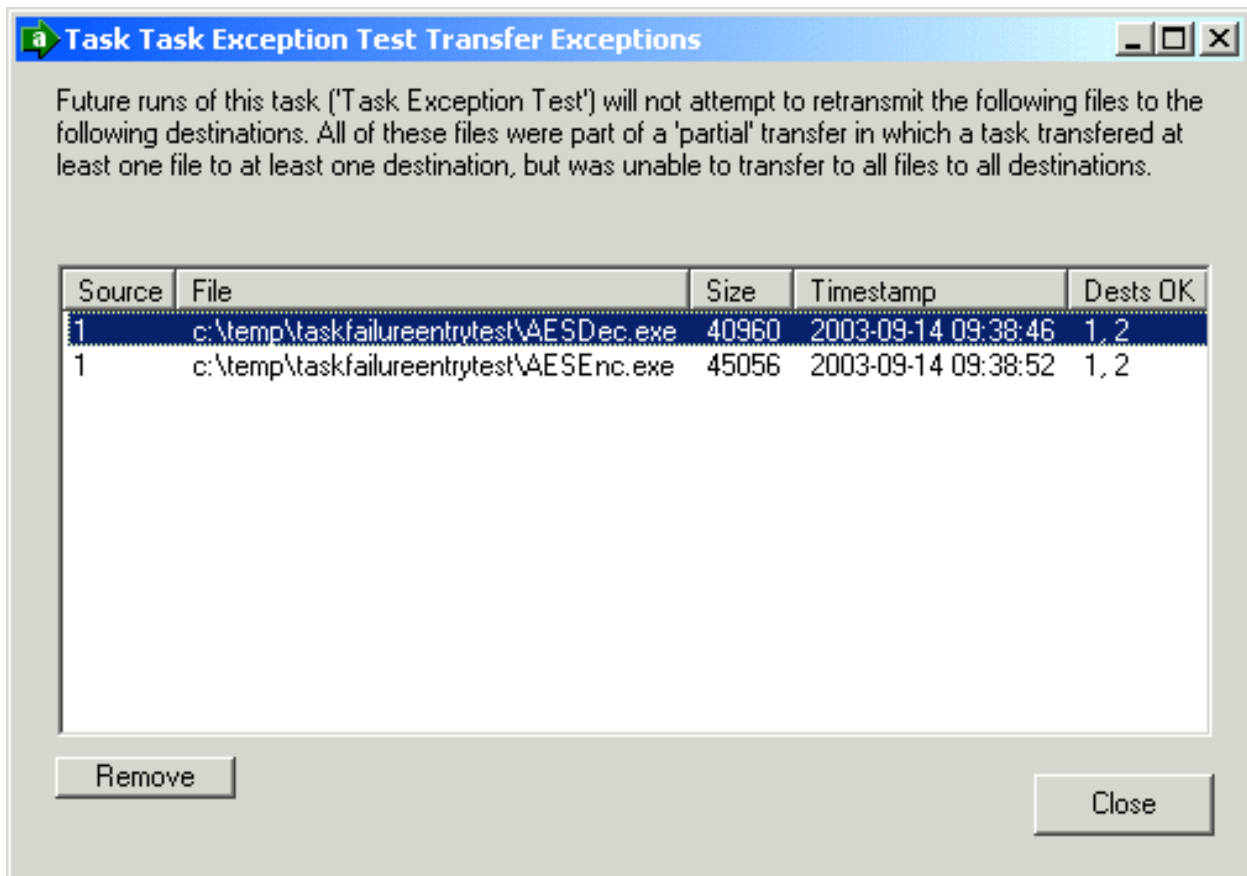 a Task Task Exception Test Transfer Exceptions
Future runs of this task ('Task Exception Test') will not attempt to retransmit the following files to the
following destinations. All of these files were part of a 'partial' transfer in which a task transfered at
least one file to at least one destination, but was unable to transfer to all files to all destinations.
Source File Size Timestamp Dests OK
1 c:\temp\taskfailureentrytest\AESDec.exe 40960 2003-09-14 09:38:46 1, 2
1 c:\temp\taskfailureentrytest\AESEnc.exe 45056 2003-09-14 09:38:52 1, 2
Remove
Close